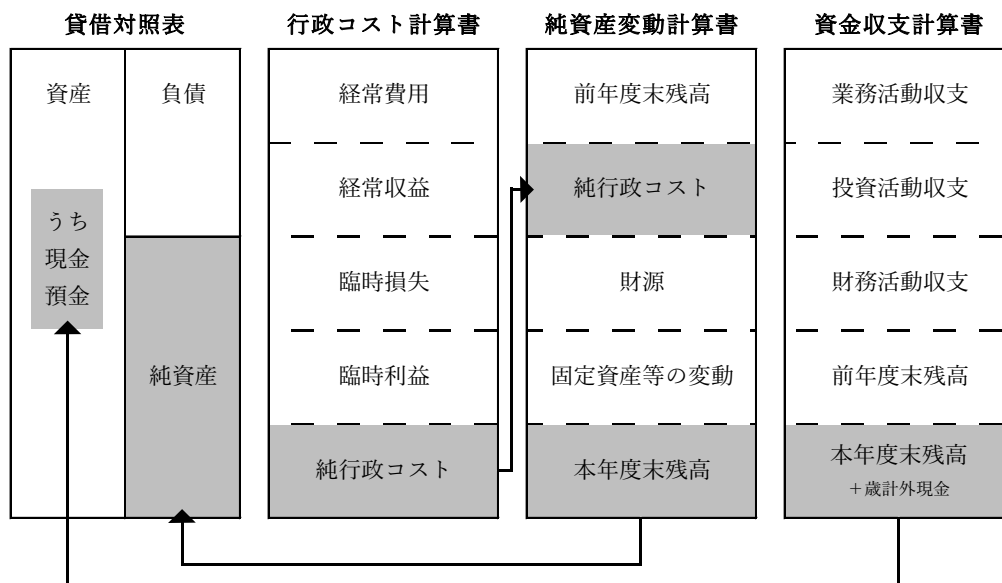 貸借対照表
資産
負債
うち
現金
預金
純資産
行政コスト計算書
経常費用
経常収益
臨時損失
臨時利益
純行政コスト
純資産変動計算書
前年度末残高
純行政コスト
財源
固定資産等の変動
本年度末残高
資金収支計算書
業務活動収支
投資活動収支
財務活動収支
前年度末残高
本年度末残高
＋歳計外現金